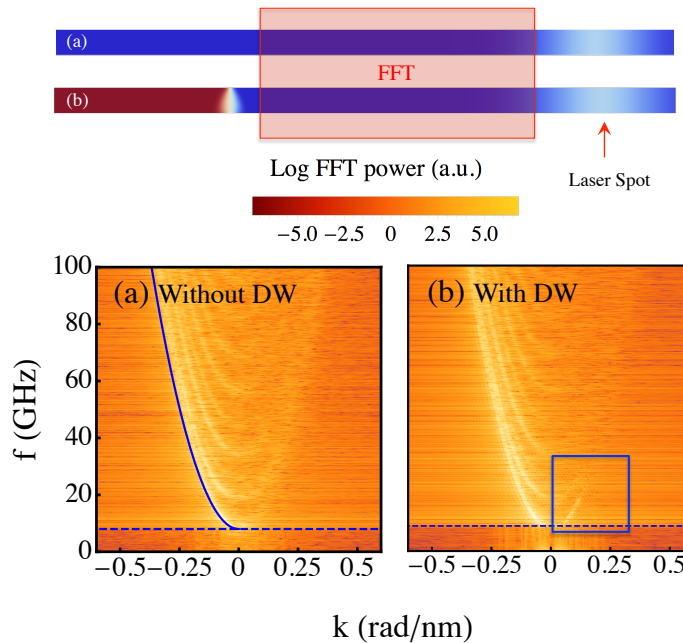 (a)
FFT
(b)
Laser Spot
Log FFT power (a.u.)
−5.0 −2.5 0 2.5 5.0
(a) Without DW
(b) With DW
f (GHz)
100
80
60
40
20
0
−0.5 −0.25 0 0.25 0.5
−0.5 −0.25 0 0.25 0.5
k (rad/nm)